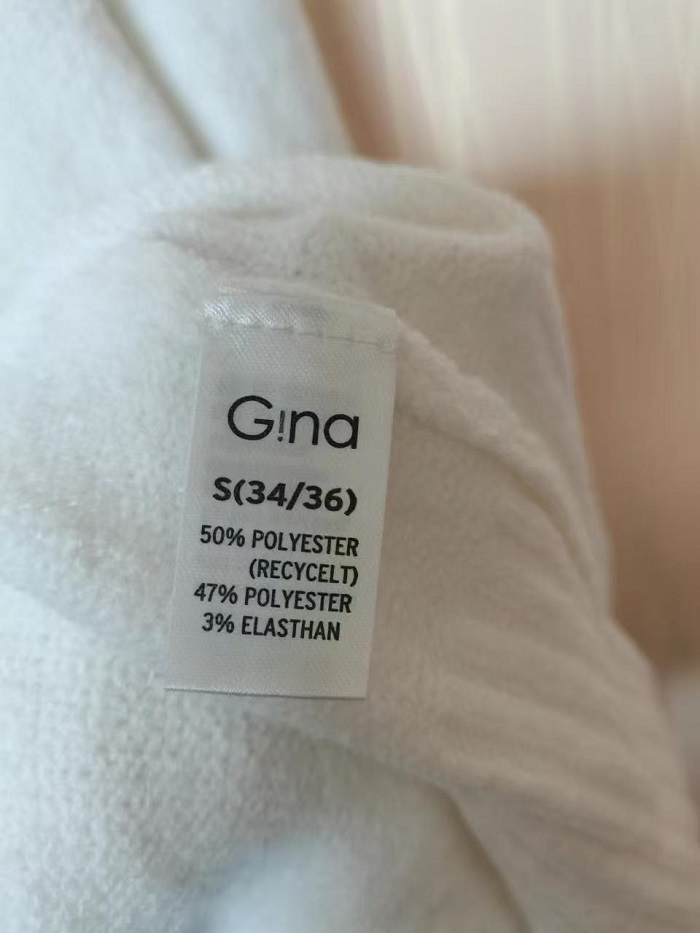 G!na
S(34/36)
50% POLYESTER
(RECYCELT)
47% POLYESTER
3% ELASTHAN